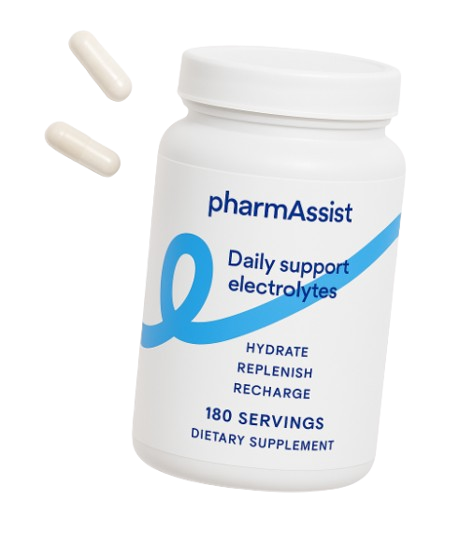 pharmAssist
Daily support
electrolytes
HYDRATE
REPLENISH
RECHARGE
180 SERVINGS
DIETARY SUPPLEMENT